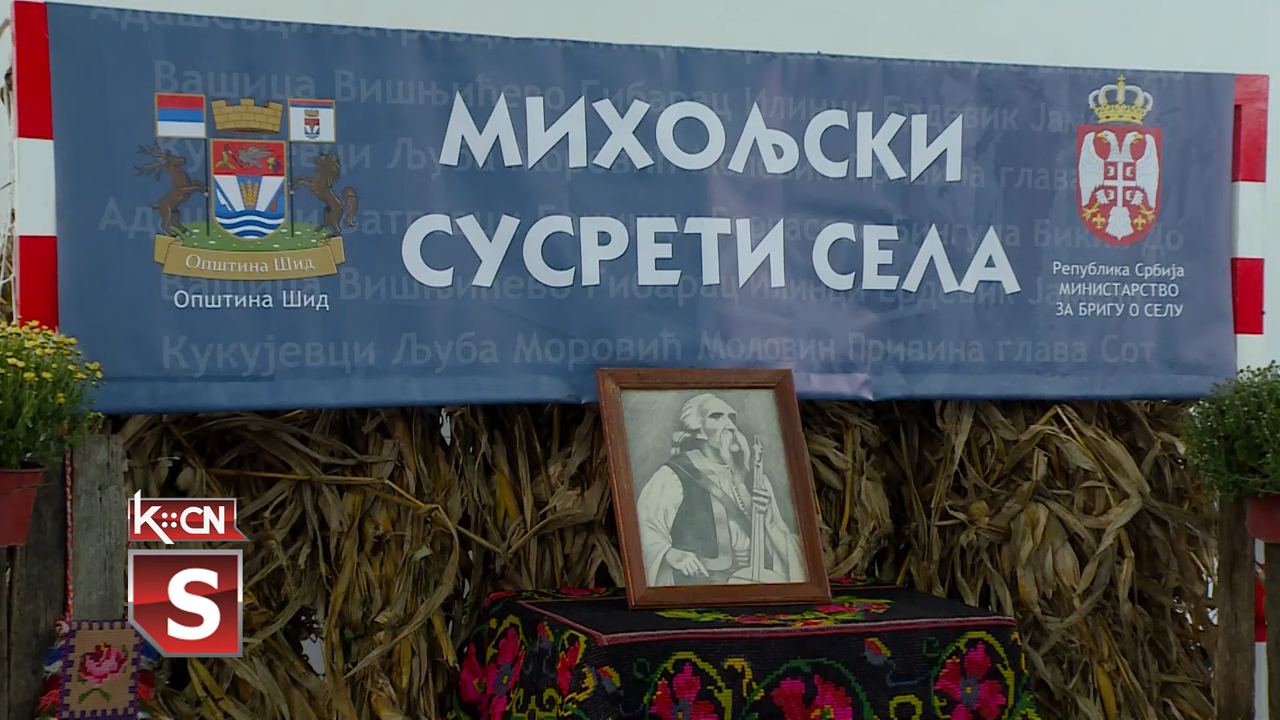 Вашица Вишњићево Гибарац Илинци Ердевик Јам
МИХОЉСКИ
СУСРЕТИ СЕЛА
Општина Шид
Општина Шид
Република Србија
МИНИСТАРСТВО
ЗА БРИГУ О СЕЛУ
Кукујевци Љуба Моровић Моловин Привина глава Сот
K::CN
S